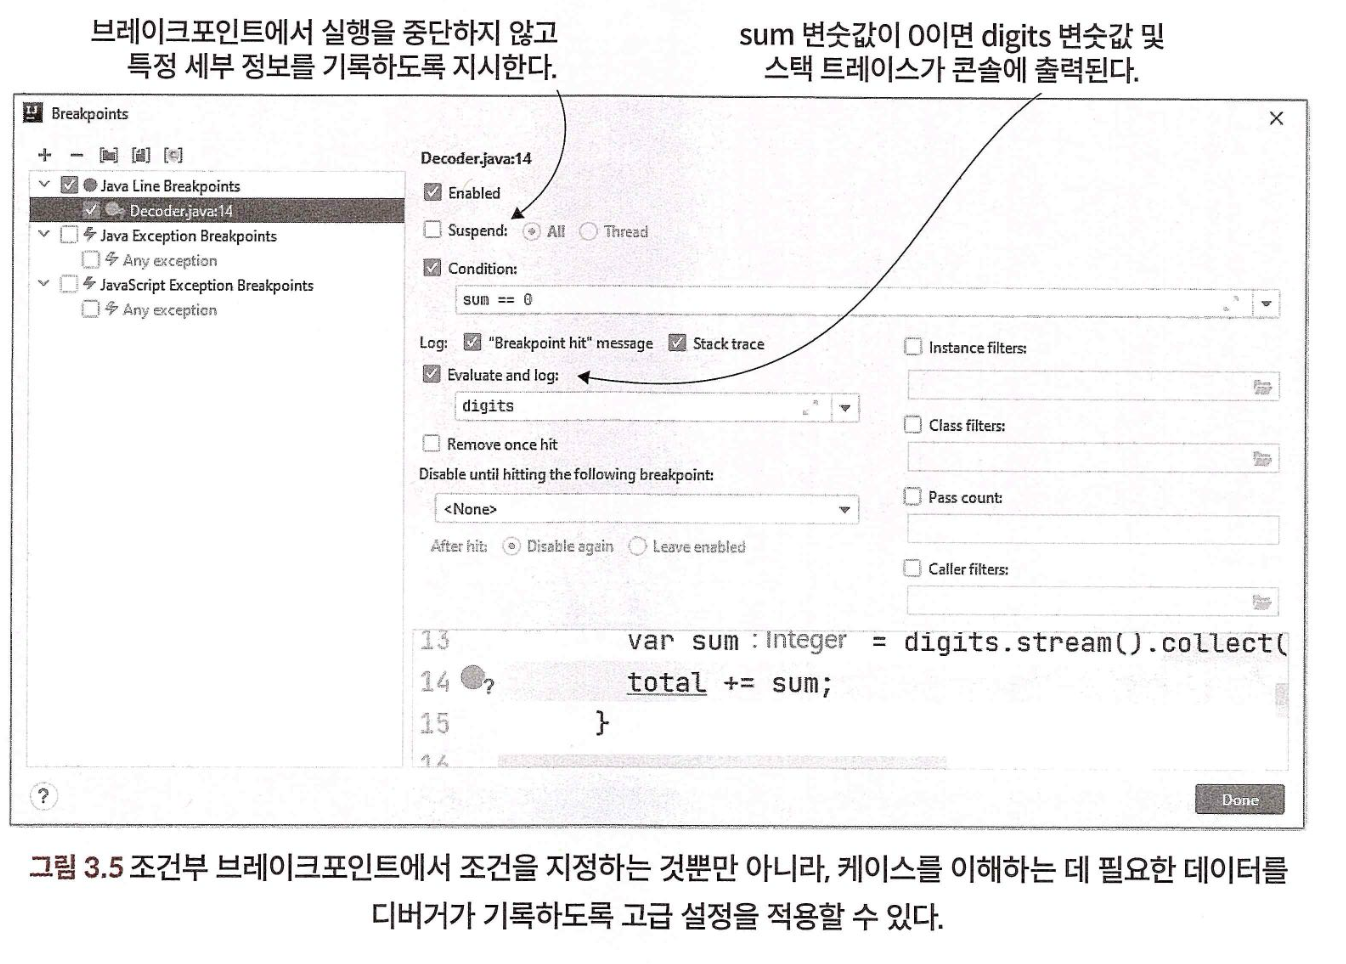 브레이크포인트에서 실행을 중단하지 않고
특정 세부 정보를 기록하도록 지시한다.
sum 변숫값이 0이면 digits 변숫값 및
스택 트레이스가 콘솔에 출력된다.
Breakpoints
Java Line Breakpoints
Decoder.java:14
Java Exception Breakpoints
Any exception
JavaScript Exception Breakpoints
Any exception
Decoder.java:14
Enabled
Suspend: All Thread
Condition:
sum == 0
Log: "Breakpoint hit" message Stack trace
Evaluate and log:
digits
Remove once hit
Disable until hitting the following breakpoint:
<None>
After hit: Disable again Leave enabled
Instance filters:
Class filters:
Pass count:
Caller filters:
13 var sum : Integer = digits.stream().collect(
14 ? total += sum;
15 }
16
?
Done
그림 3.5 조건부 브레이크포인트에서 조건을 지정하는 것뿐만 아니라, 케이스를 이해하는 데 필요한 데이터를
디버거가 기록하도록 고급 설정을 적용할 수 있다.